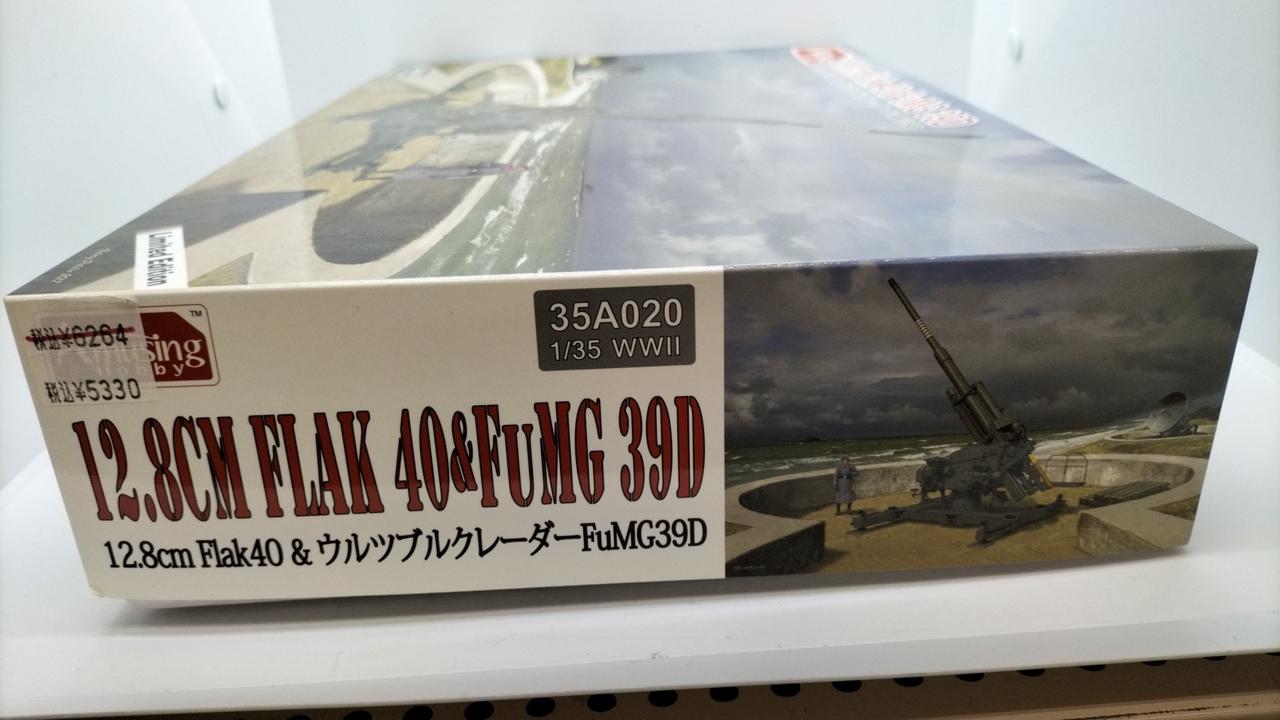 Limited Edition
税込¥6264
税込¥5330
TM
35A020
1/35 WWII
12.8CM FLAK 40&FuMG 39D
12.8cm Flak40 & ウルツブルクレーダーFuMG39D